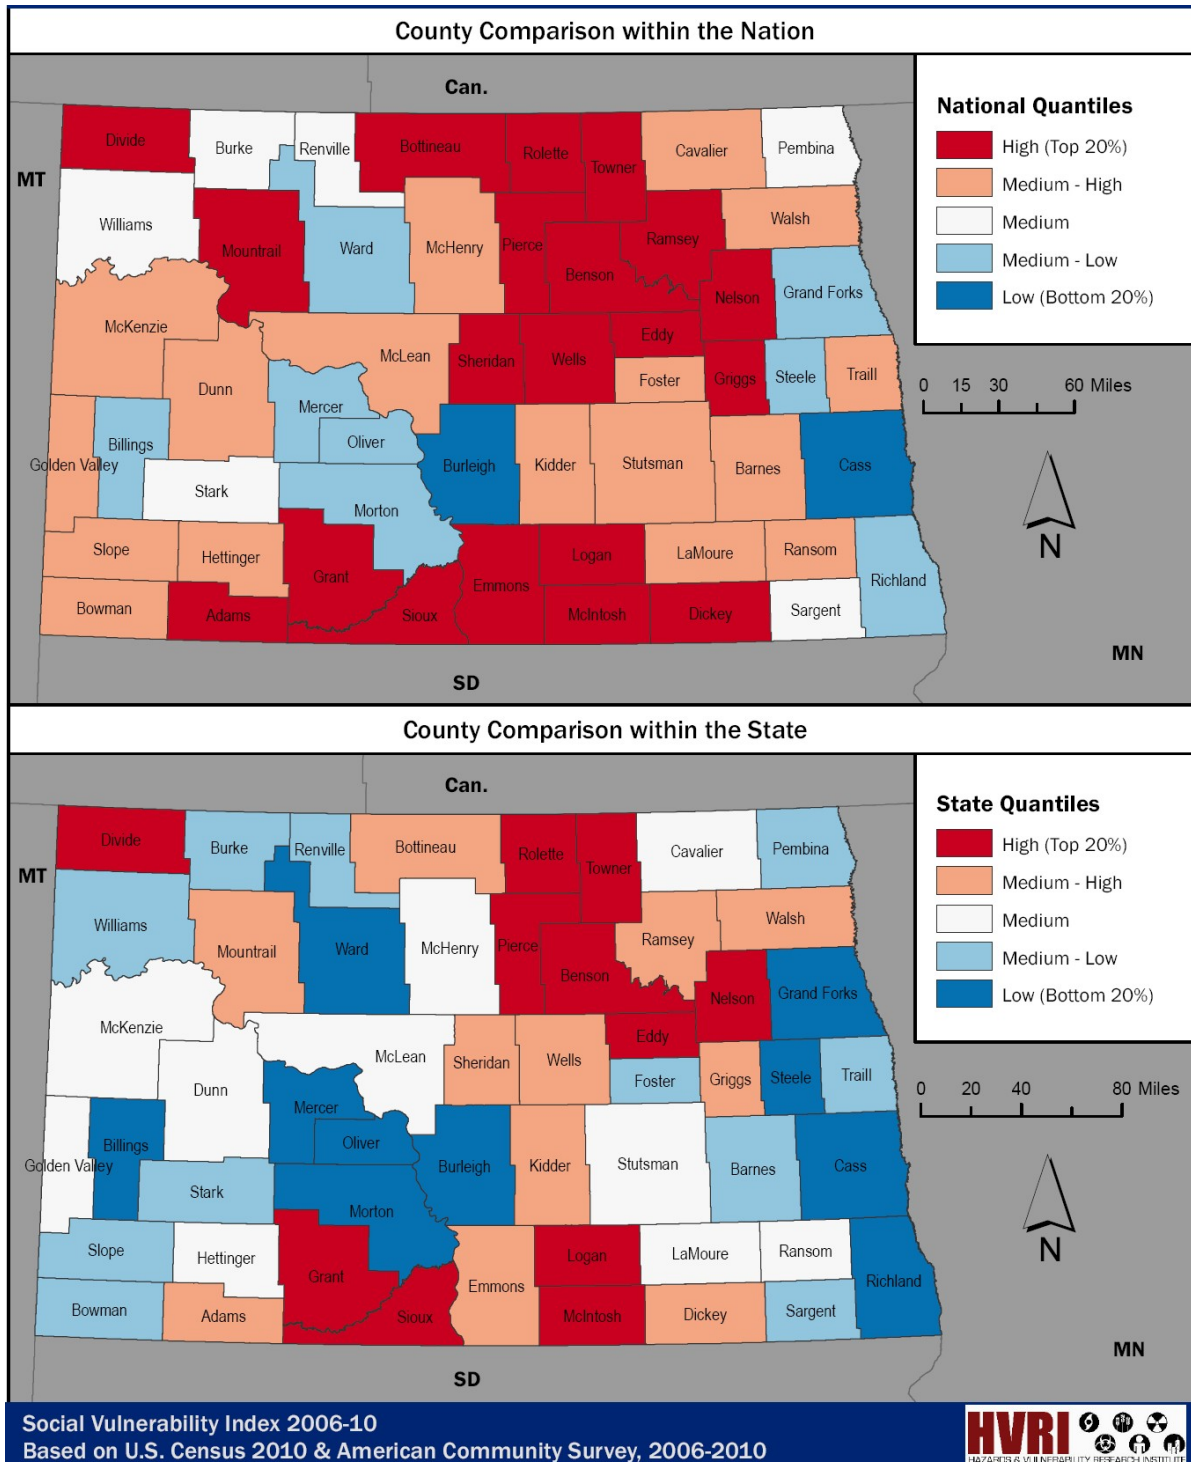 County Comparison within the Nation
Can.
National Quantiles
High (Top 20%)
Medium - High
Medium
Medium - Low
Low (Bottom 20%)
MT
Divide
Burke
Renville
Bottineau
Rolette
Towner
Cavalier
Pembina
Williams
Mountrail
Ward
McHenry
Pierce
Benson
Ramsey
Walsh
Nelson
Grand Forks
McKenzie
Dunn
McLean
Sheridan
Wells
Eddy
Foster
Griggs
Steele
Traill
0 15 30 60 Miles
Golden Valley
Billings
Mercer
Oliver
Stark
Morton
Burleigh
Kidder
Stutsman
Barnes
Cass
N
Slope
Hettinger
Grant
Bowman
Adams
Sioux
Emmons
Logan
McIntosh
LaMoure
Dickey
Ransom
Sargent
Richland
MN
SD
County Comparison within the State
Can.
State Quantiles
High (Top 20%)
Medium - High
Medium
Medium - Low
Low (Bottom 20%)
MT
Divide
Burke
Renville
Bottineau
Rolette
Towner
Cavalier
Pembina
Williams
Mountrail
Ward
McHenry
Pierce
Benson
Ramsey
Walsh
Nelson
Grand Forks
McKenzie
Dunn
McLean
Sheridan
Wells
Eddy
Foster
Griggs
Steele
Traill
0 20 40 80 Miles
Golden Valley
Billings
Mercer
Oliver
Stark
Morton
Burleigh
Kidder
Stutsman
Barnes
Cass
N
Slope
Hettinger
Grant
Bowman
Adams
Sioux
Emmons
Logan
McIntosh
LaMoure
Dickey
Ransom
Sargent
Richland
MN
SD
Social Vulnerability Index 2006-10
Based on U.S. Census 2010 & American Community Survey, 2006-2010
HVRI
HAZARDS & VULNERABILITY RESEARCH INSTITUTE